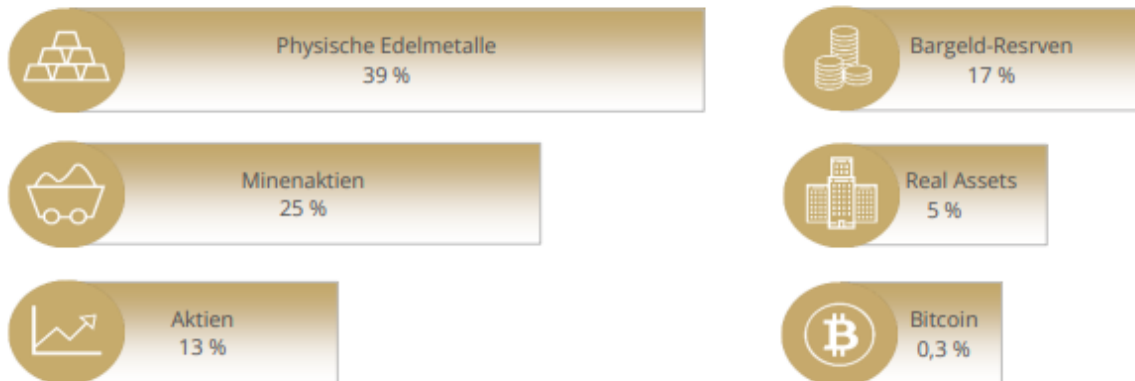 Physische Edelmetalle
39 %
Bargeld-Resrven
17 %
Minenaktien
25 %
Real Assets
5 %
Aktien
13 %
Bitcoin
0,3 %